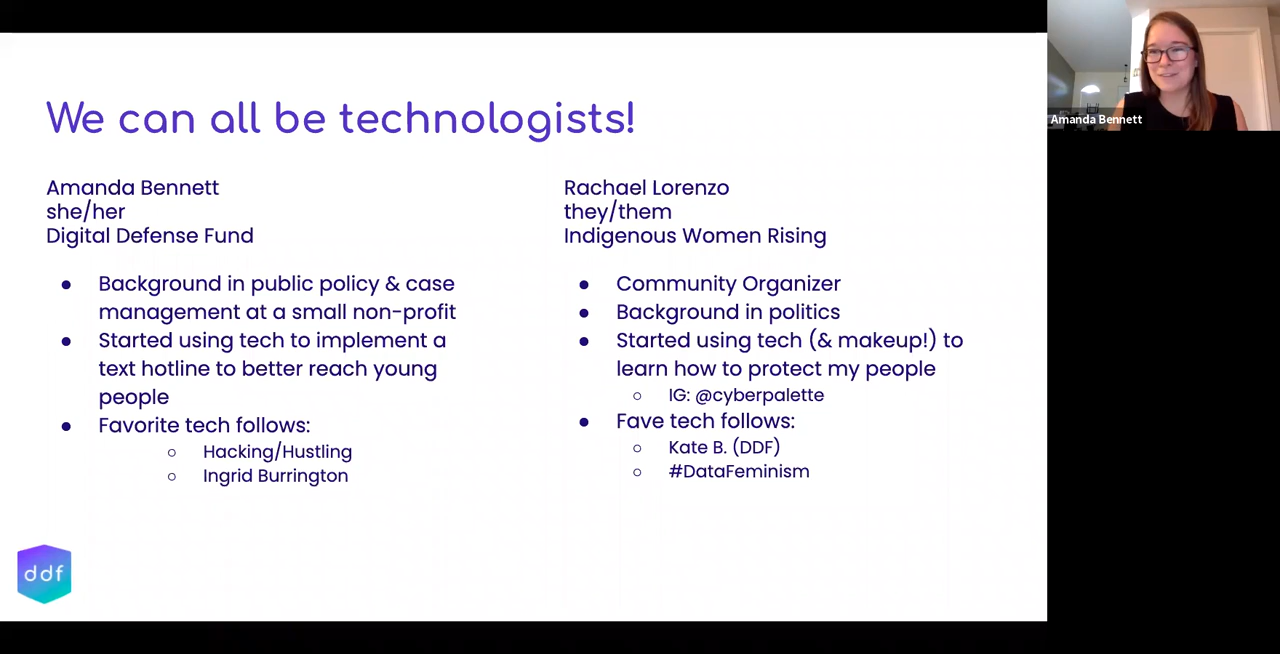 We can all be technologists!
Amanda Bennett
she/her
Digital Defense Fund
Background in public policy & case
management at a small non-profit
Started using tech to implement a
text hotline to better reach young
people
Favorite tech follows:
Hacking/Hustling
Ingrid Burrington
Rachael Lorenzo
they/them
Indigenous Women Rising
Community Organizer
Background in politics
Started using tech (& makeup!) to
learn how to protect my people
IG: @cyberpalette
Fave tech follows:
Kate B. (DDF)
#DataFeminism
ddf
Amanda Bennett